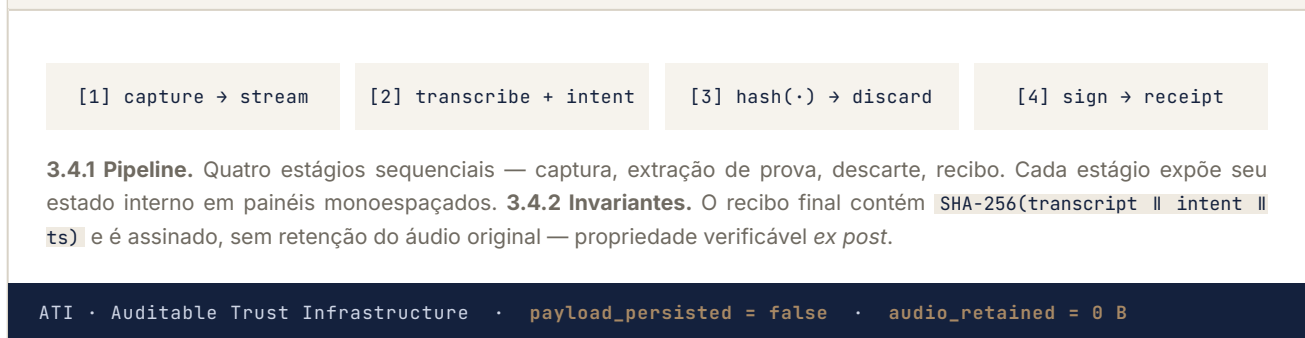 [1] capture → stream
[2] transcribe + intent
[3] hash(·) → discard
[4] sign → receipt
3.4.1 Pipeline. Quatro estágios sequenciais — captura, extração de prova, descarte, recibo. Cada estágio expõe seu
estado interno em painéis monoespaçados. 3.4.2 Invariantes. O recibo final contém SHA-256(transcript ‖ intent ‖
ts) e é assinado, sem retenção do áudio original — propriedade verificável ex post.
ATI · Auditable Trust Infrastructure · payload_persisted = false · audio_retained = 0 B